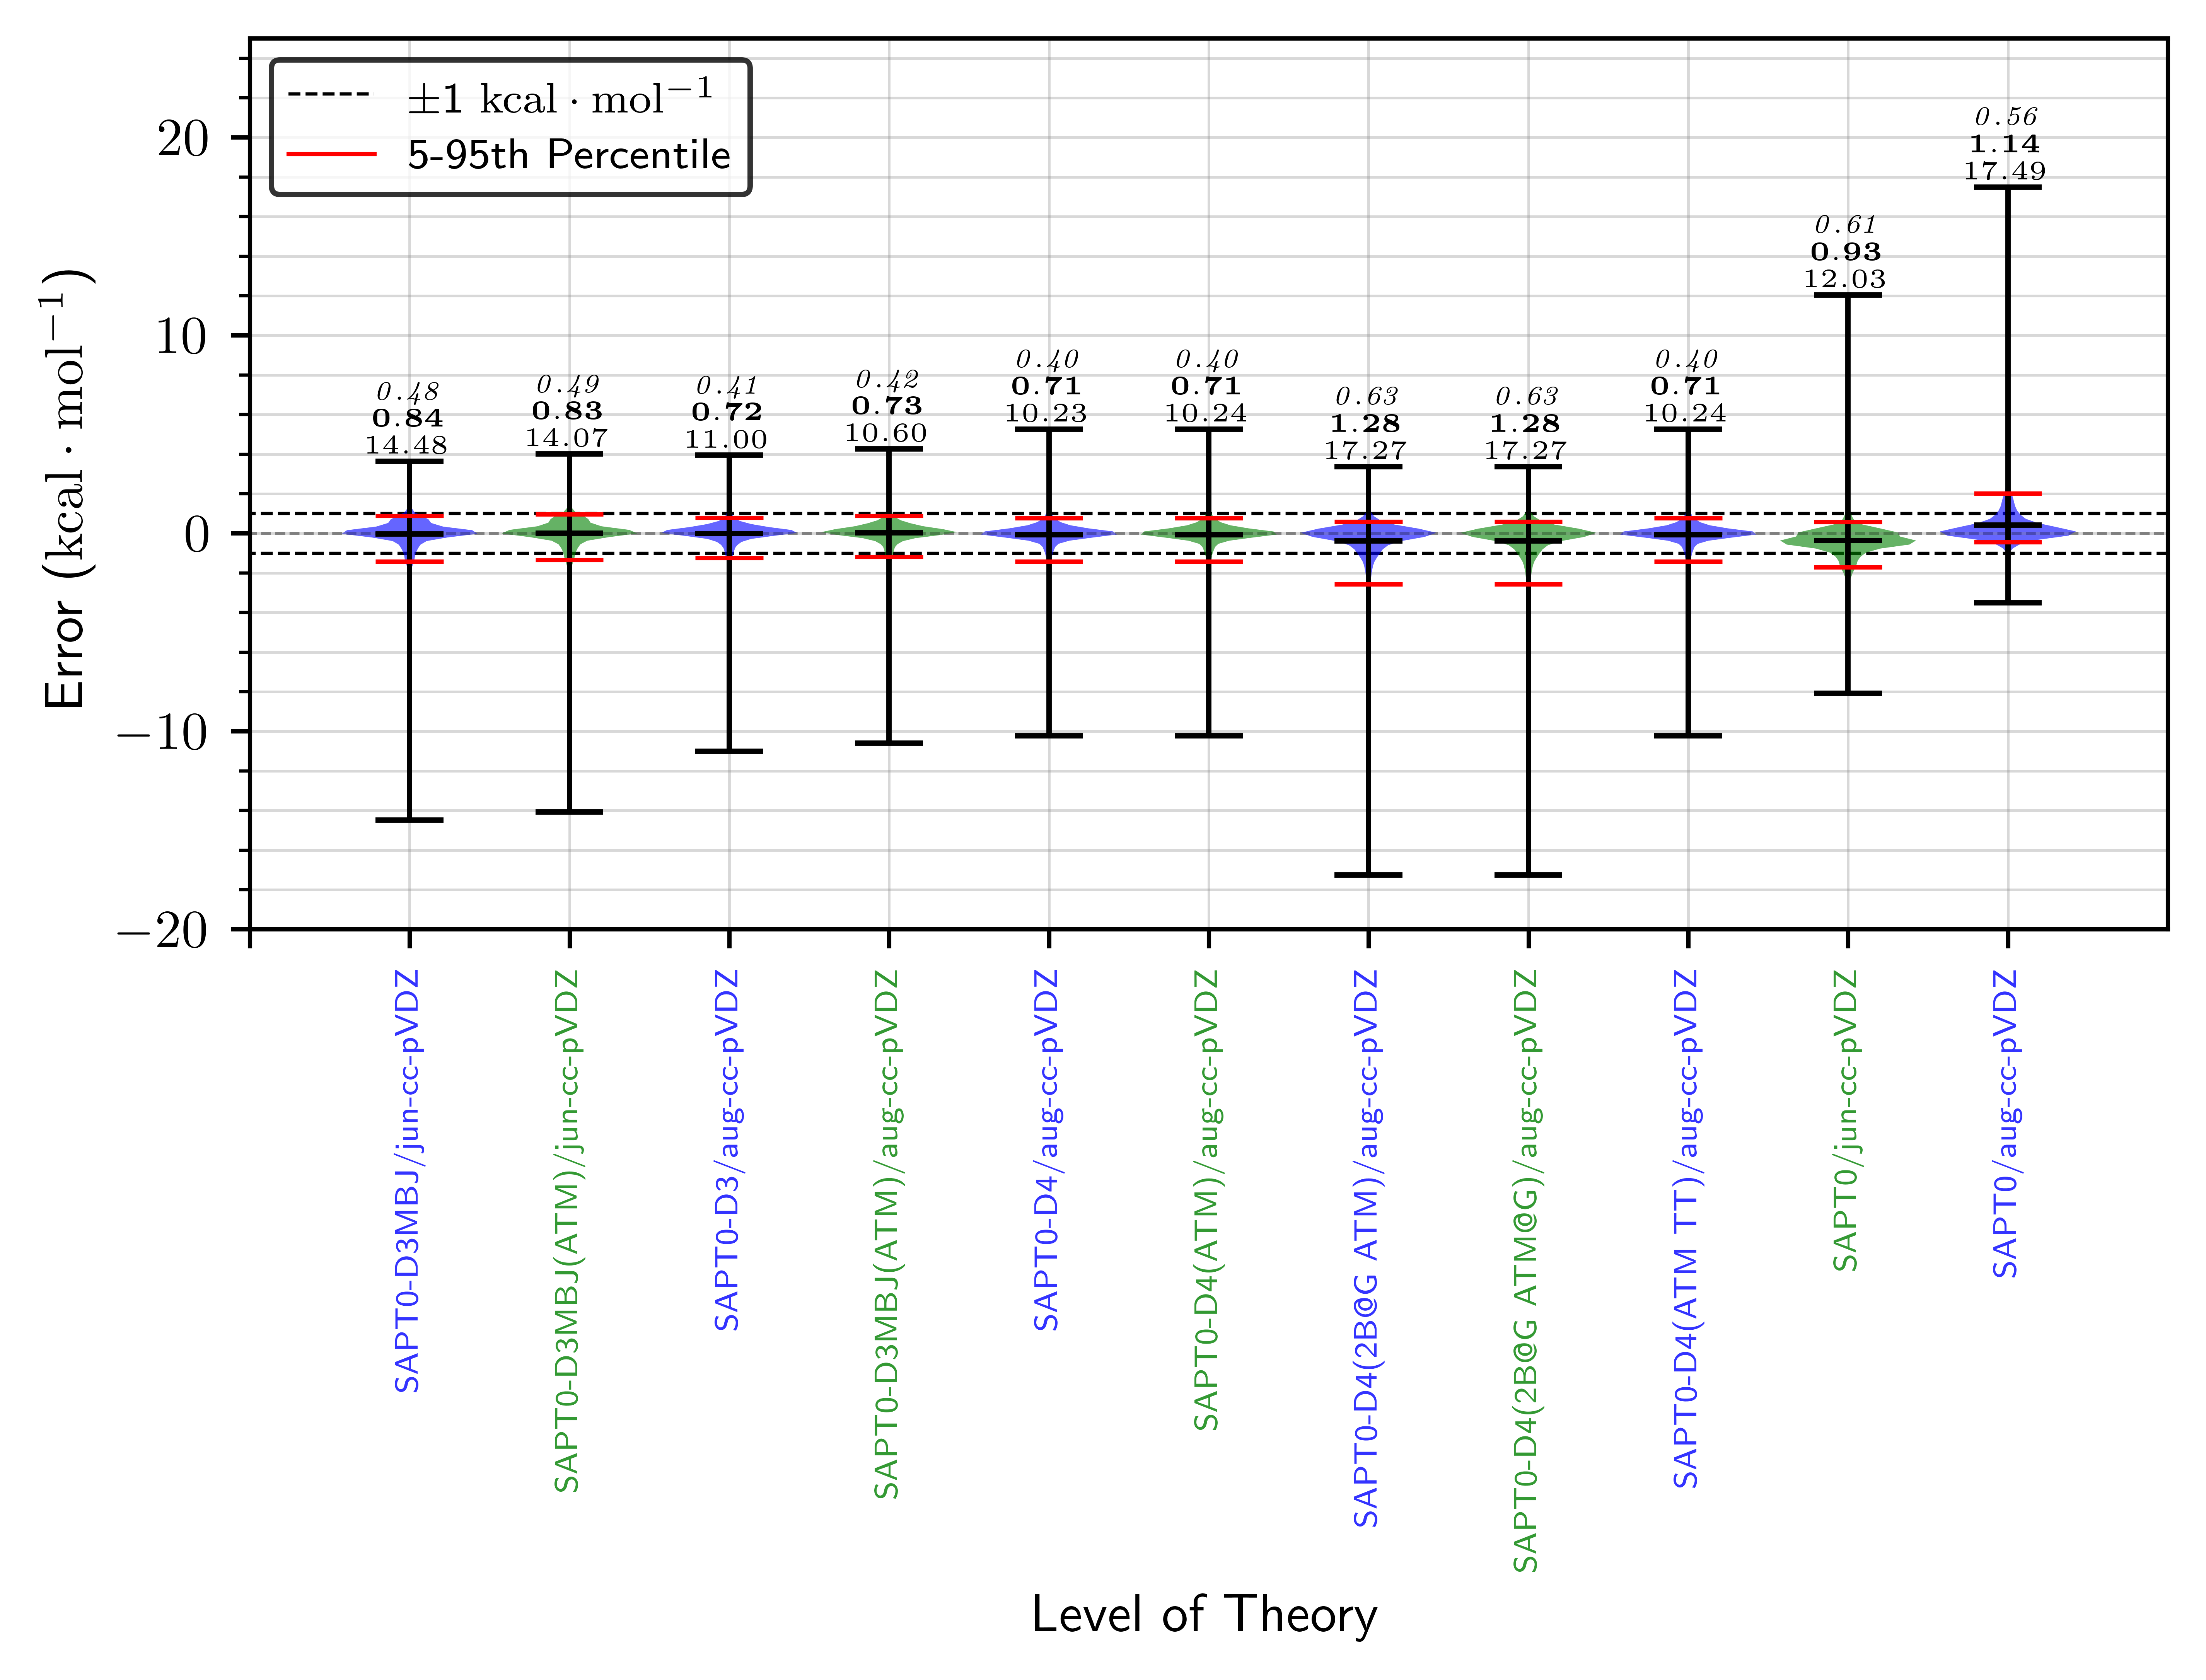 ±1 kcal · mol⁻¹
5-95th Percentile
Error (kcal · mol⁻¹)
20
10
0
−10
−20
0.48
0.84
14.48
0.49
0.83
14.07
0.41
0.72
11.00
0.42
0.73
10.60
0.40
0.71
10.23
0.40
0.71
10.24
0.63
1.28
17.27
0.63
1.28
17.27
0.40
0.71
10.24
0.61
0.93
12.03
0.56
1.14
17.49
SAPT0-D3MBJ/jun-cc-pVDZ
SAPT0-D3MBJ(ATM)/jun-cc-pVDZ
SAPT0-D3/aug-cc-pVDZ
SAPT0-D3MBJ(ATM)/aug-cc-pVDZ
SAPT0-D4/aug-cc-pVDZ
SAPT0-D4(ATM)/aug-cc-pVDZ
SAPT0-D4(2B@G ATM)/aug-cc-pVDZ
SAPT0-D4(2B@G ATM@G)/aug-cc-pVDZ
SAPT0-D4(ATM TT)/aug-cc-pVDZ
SAPT0/jun-cc-pVDZ
SAPT0/aug-cc-pVDZ
Level of Theory